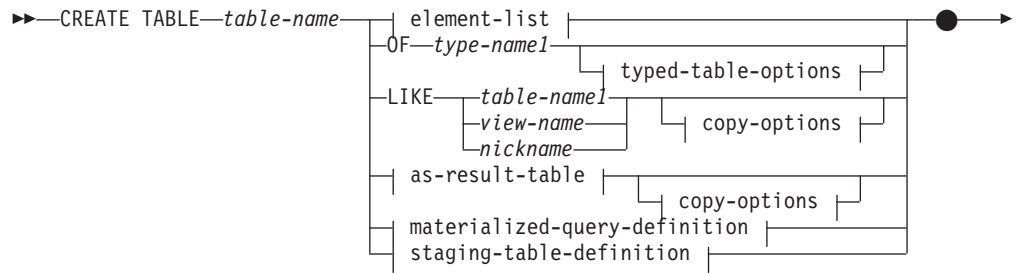 CREATE TABLE table-name element-list
OF type-name1
typed-table-options
LIKE table-name1
view-name copy-options
nickname
as-result-table
copy-options
materialized-query-definition
staging-table-definition